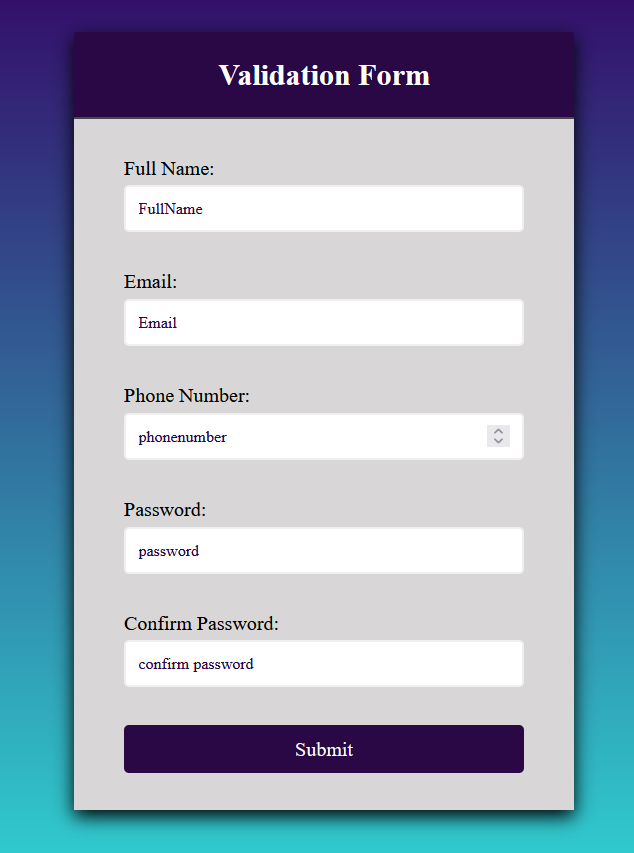 Validation Form
Full Name:
FullName
Email:
Email
Phone Number:
phonenumber
Password:
password
Confirm Password:
confirm password
Submit